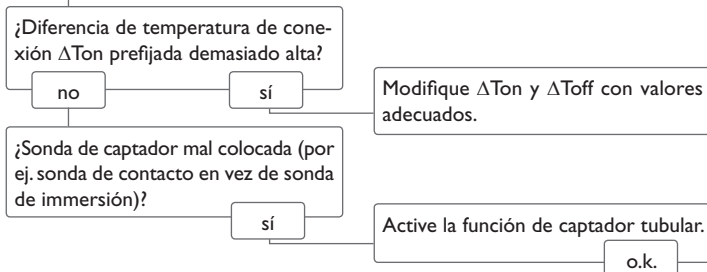 ¿Diferencia de temperatura de cone-
xión ΔTon prefijada demasiado alta?
no
sí
Modifique ΔTon y ΔToff con valores
adecuados.
¿Sonda de captador mal colocada (por
ej. sonda de contacto en vez de sonda
de immersión)?
sí
Active la función de captador tubular.
o.k.